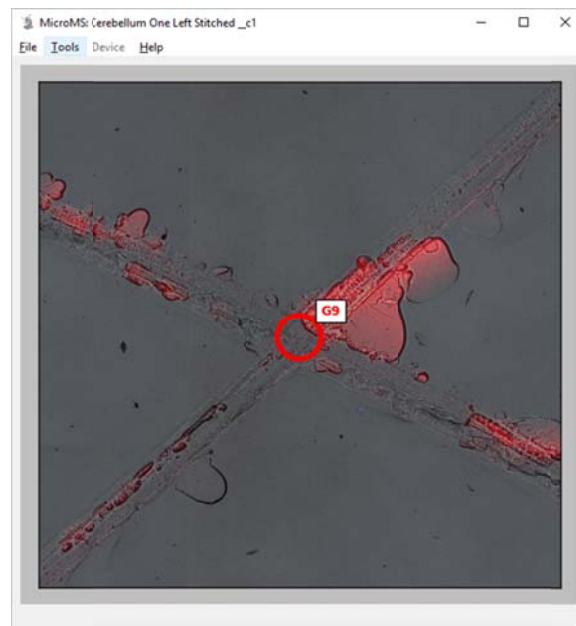 MicroMS: Cerebellum One Left Stitched _c1
File Tools Device Help
G9